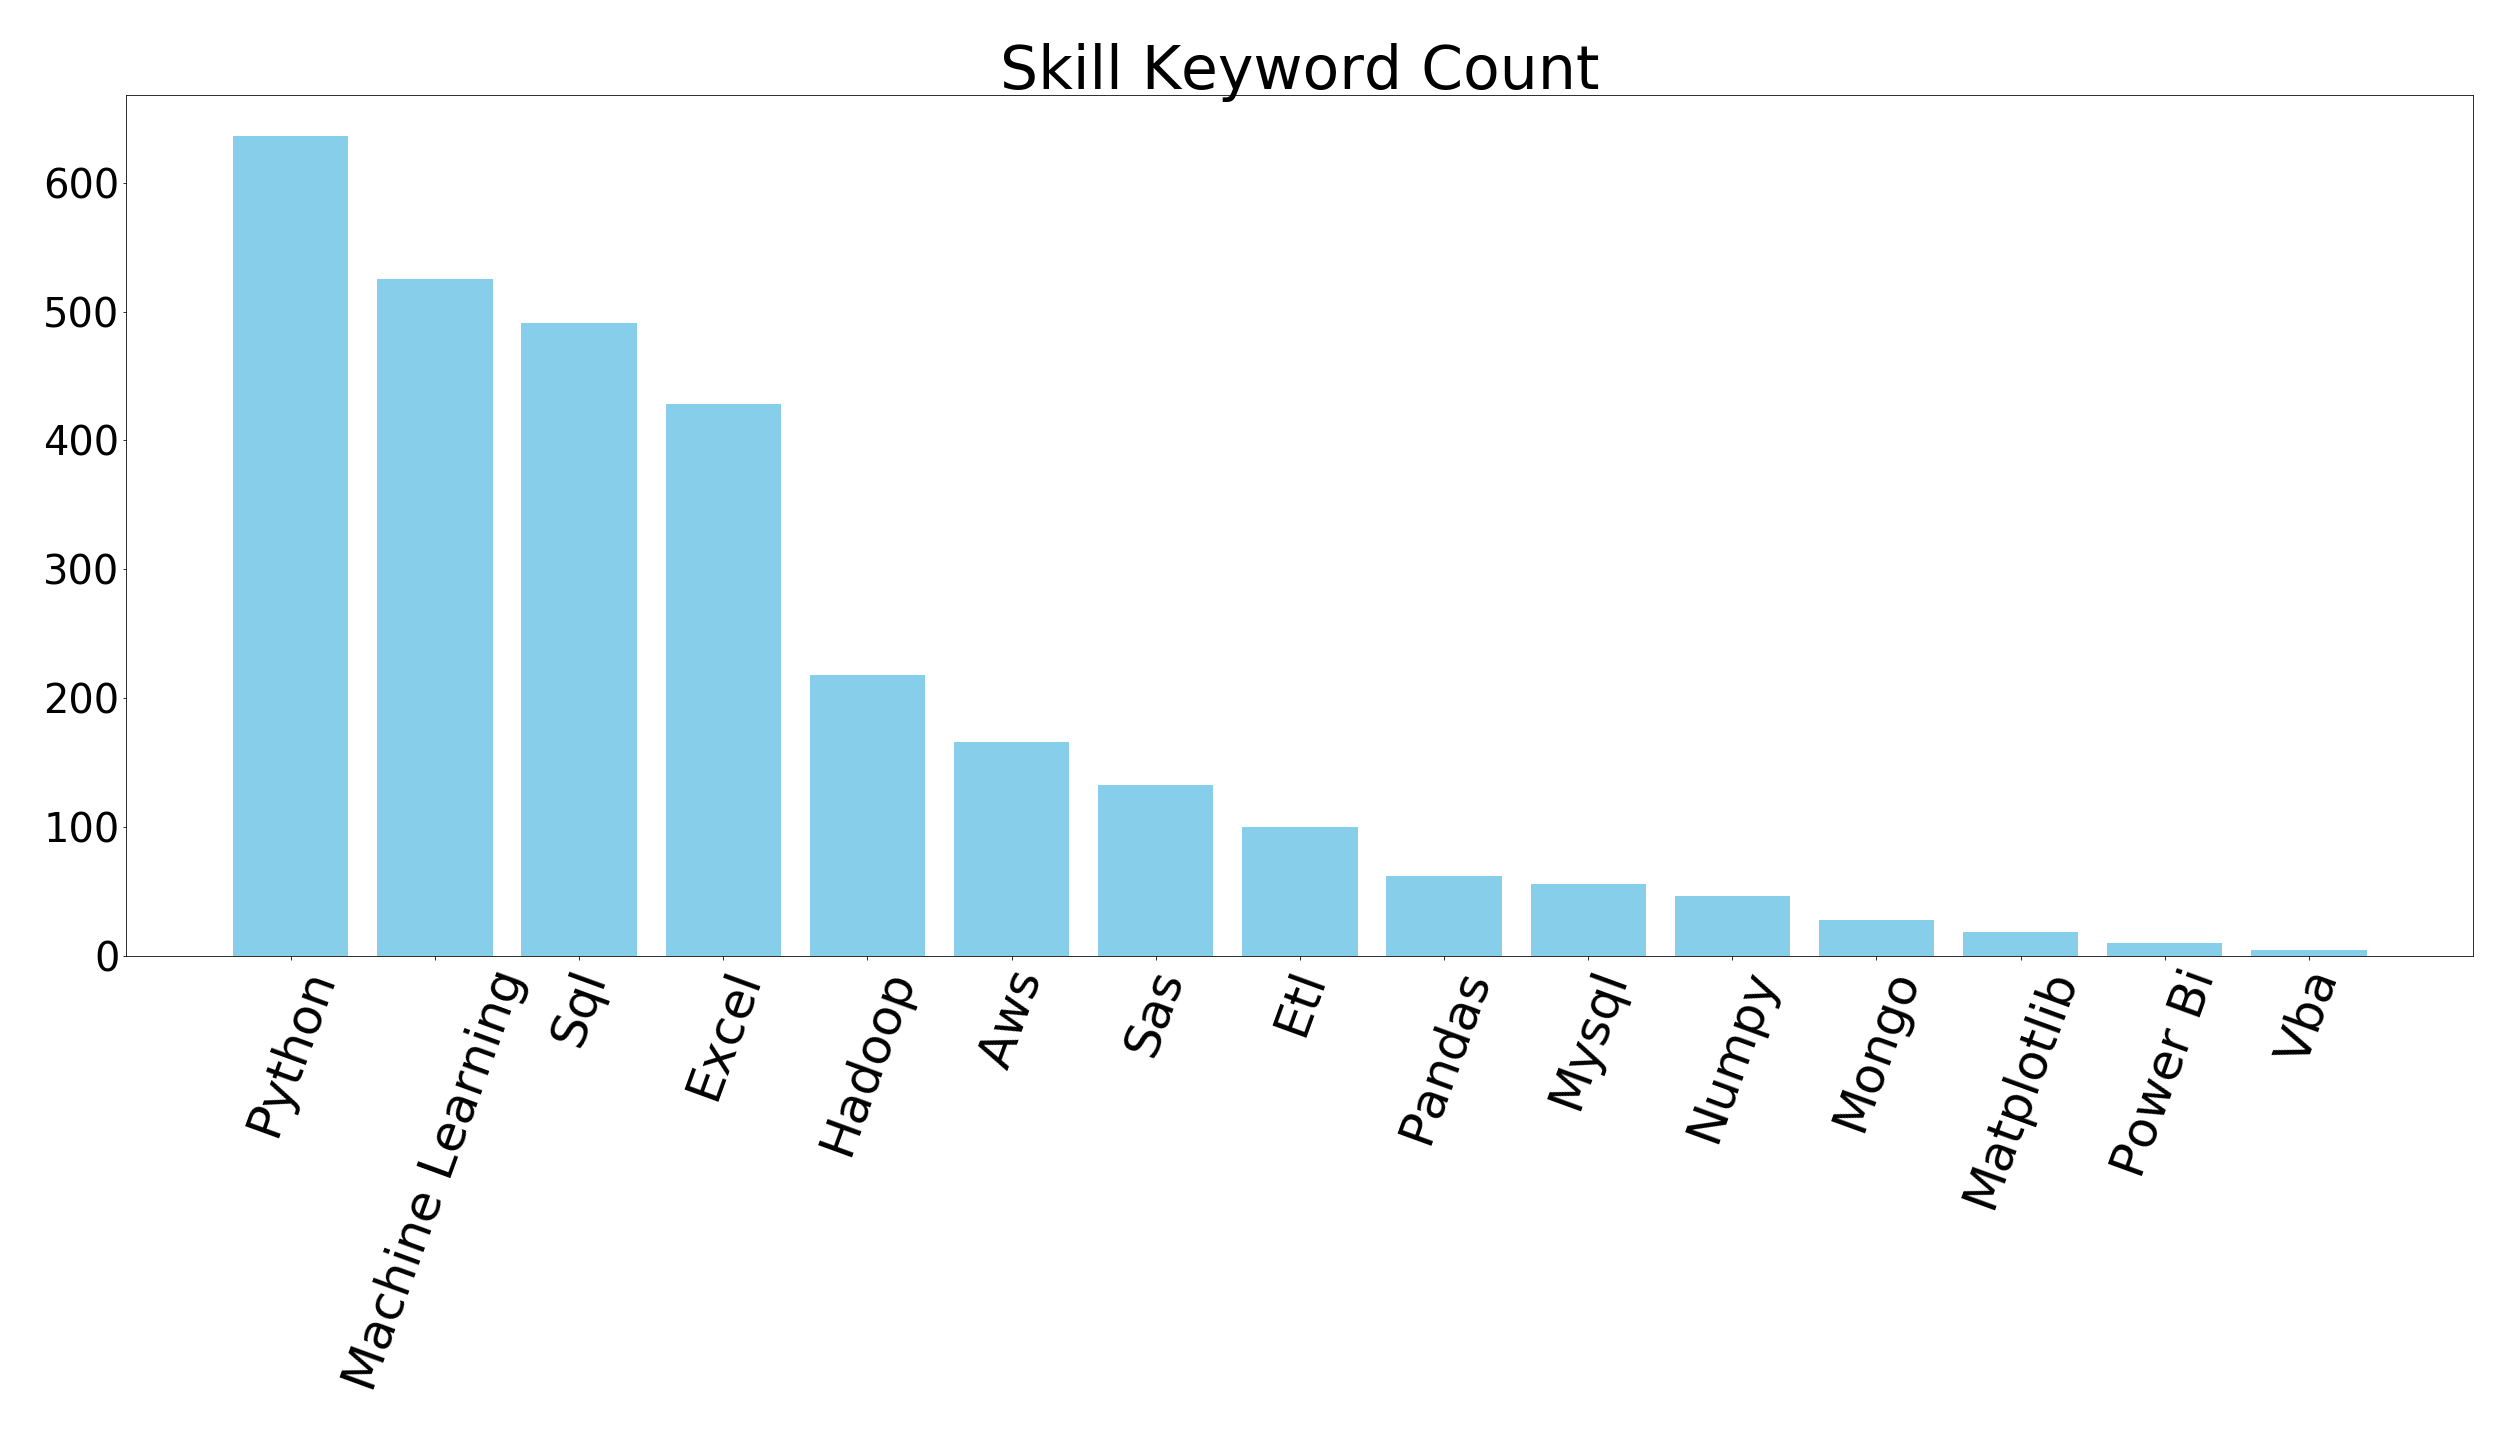 Skill Keyword Count
600
500
400
300
200
100
0
Python
Machine Learning
Sql
Excel
Hadoop
Aws
Sas
Etl
Pandas
Mysql
Numpy
Mongo
Matplotlib
Power Bi
Vba